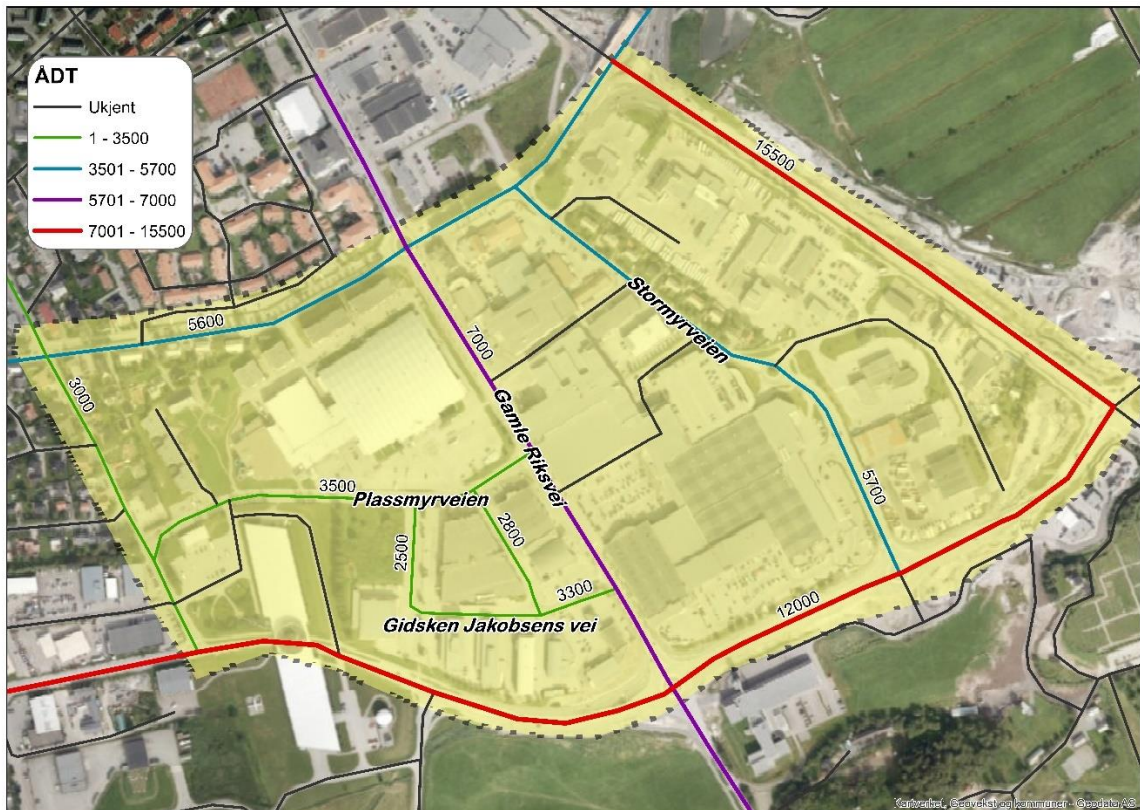 ÅDT
Ukjent
1 - 3500
3501 - 5700
5701 - 7000
7001 - 15500
15500
5600
7000
Stormyrveien
3000
Gamle Riksvei
3500
Plassmyrveien
5700
2800
2500
3300
12000
Gidsken Jakobsens vei
Kartverket, Geovekst og kommuner - Geodata AS